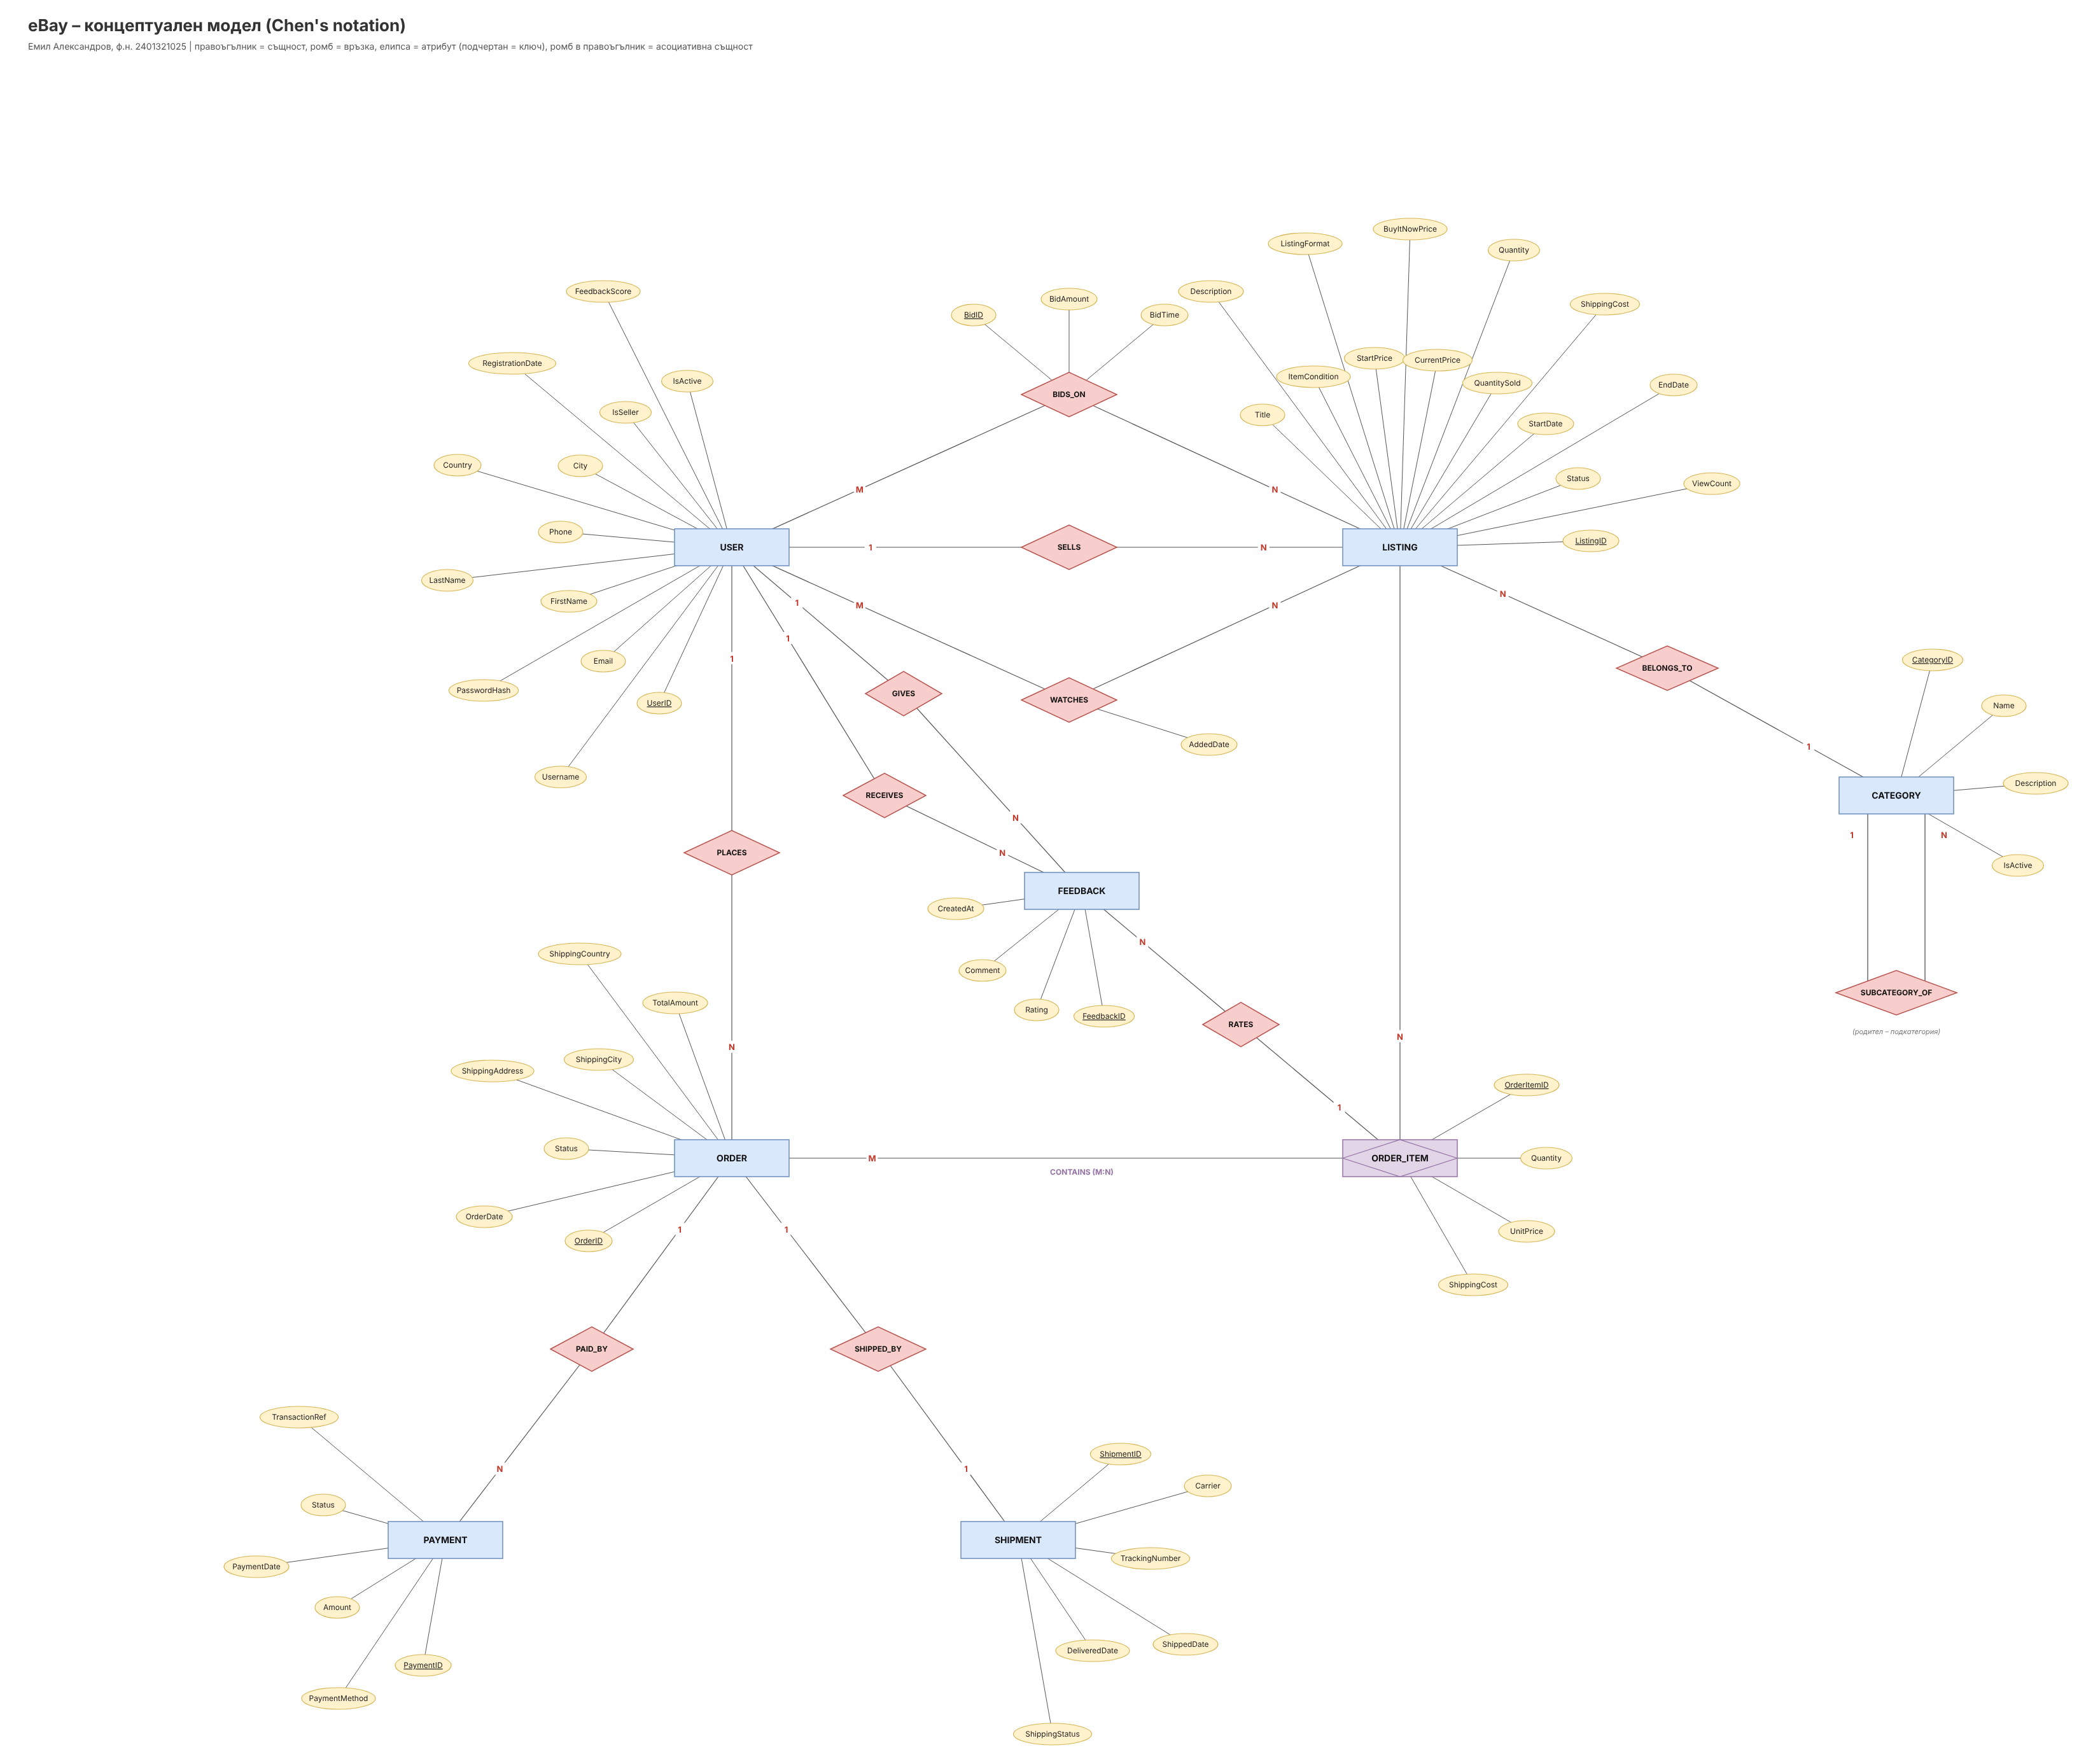 eBay – концептуален модел (Chen's notation)
Емил Александров, ф.н. 2401321025 | правоъгълник = същност, ромб = връзка, елипса = атрибут (подчертан = ключ), ромб в правоъгълник = асоциативна същност
BuyItNowPrice
ListingFormat
Quantity
FeedbackScore
Description
BidAmount
ShippingCost
BidID
BidTime
RegistrationDate
StartPrice
CurrentPrice
IsActive
ItemCondition
QuantitySold
EndDate
BIDS_ON
IsSeller
Title
StartDate
Country
City
Status
ViewCount
M
N
Phone
ListingID
USER
1
SELLS
N
LISTING
LastName
FirstName
1
M
N
N
1
Email
1
CategoryID
BELONGS_TO
PasswordHash
GIVES
UserID
WATCHES
Name
AddedDate
1
Username
Description
RECEIVES
CATEGORY
N
1
N
PLACES
N
IsActive
FEEDBACK
CreatedAt
N
ShippingCountry
Comment
SUBCATEGORY_OF
TotalAmount
Rating
FeedbackID
RATES
(родител – подкатегория)
N
N
ShippingCity
ShippingAddress
OrderItemID
1
Status
ORDER
M
CONTAINS (M:N)
ORDER_ITEM
Quantity
OrderDate
1
1
UnitPrice
OrderID
ShippingCost
PAID_BY
SHIPPED_BY
TransactionRef
ShipmentID
N
1
Carrier
Status
PAYMENT
SHIPMENT
PaymentDate
TrackingNumber
Amount
ShippedDate
DeliveredDate
PaymentID
PaymentMethod
ShippingStatus